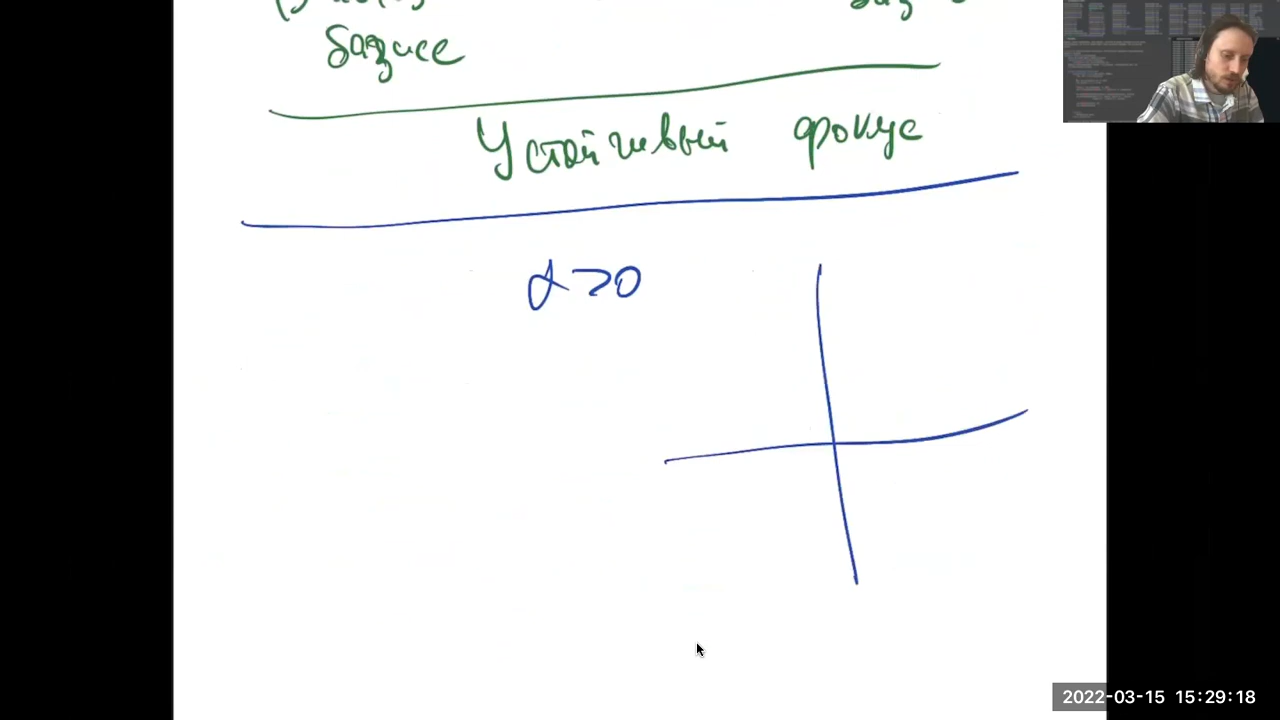 базисе
Устойчивый фокус
α > 0
2022-03-15 15:29:18